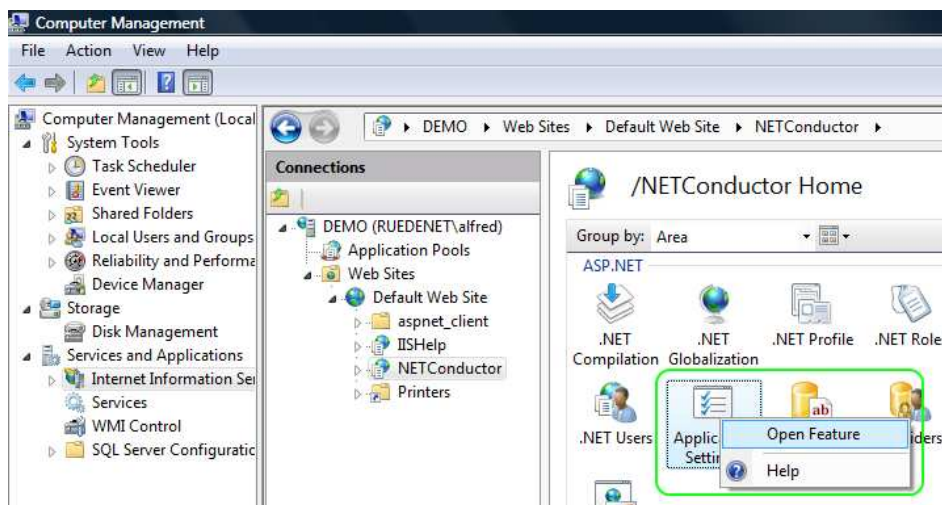 Computer Management
File Action View Help
Computer Management (Local
System Tools
Task Scheduler
Event Viewer
Shared Folders
Local Users and Groups
Reliability and Performa
Device Manager
Storage
Disk Management
Services and Applications
Internet Information Ser
Services
WMI Control
SQL Server Configuratic
DEMO Web Sites Default Web Site NETConductor
Connections
DEMO (RUEDENET\alfred)
Application Pools
Web Sites
Default Web Site
aspnet_client
IISHelp
NETConductor
Printers
/NETConductor Home
Group by: Area
ASP.NET
.NET Compilation
.NET Globalization
.NET Profile
.NET Role
.NET Users
Applic
Settin
ab
iders
Open Feature
Help